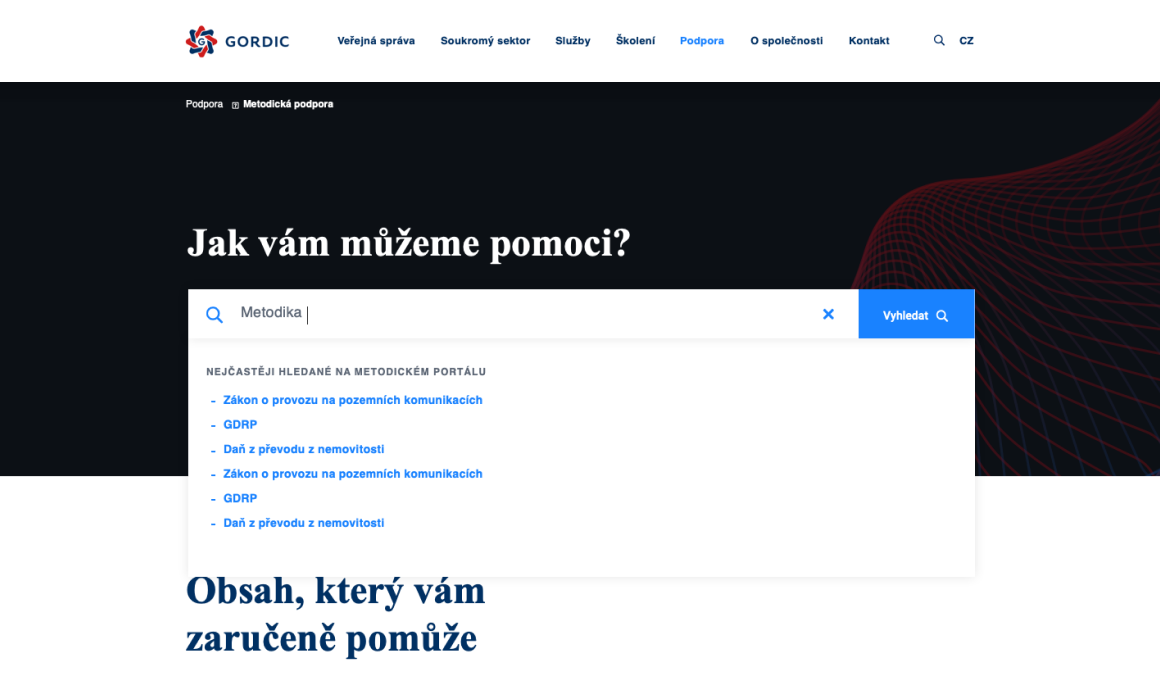 GORDIC
Veřejná správa Soukromý sektor Služby Školení Podpora O společnosti Kontakt CZ
Podpora Metodická podpora
Jak vám můžeme pomoci?
Metodika
Vyhledat
NEJČASTĚJI HLEDANÉ NA METODICKÉM PORTÁLU
- Zákon o provozu na pozemních komunikacích
- GDRP
- Daň z převodu z nemovitosti
- Zákon o provozu na pozemních komunikacích
- GDRP
- Daň z převodu z nemovitosti
Obsah, který vám
zaručeně pomůže